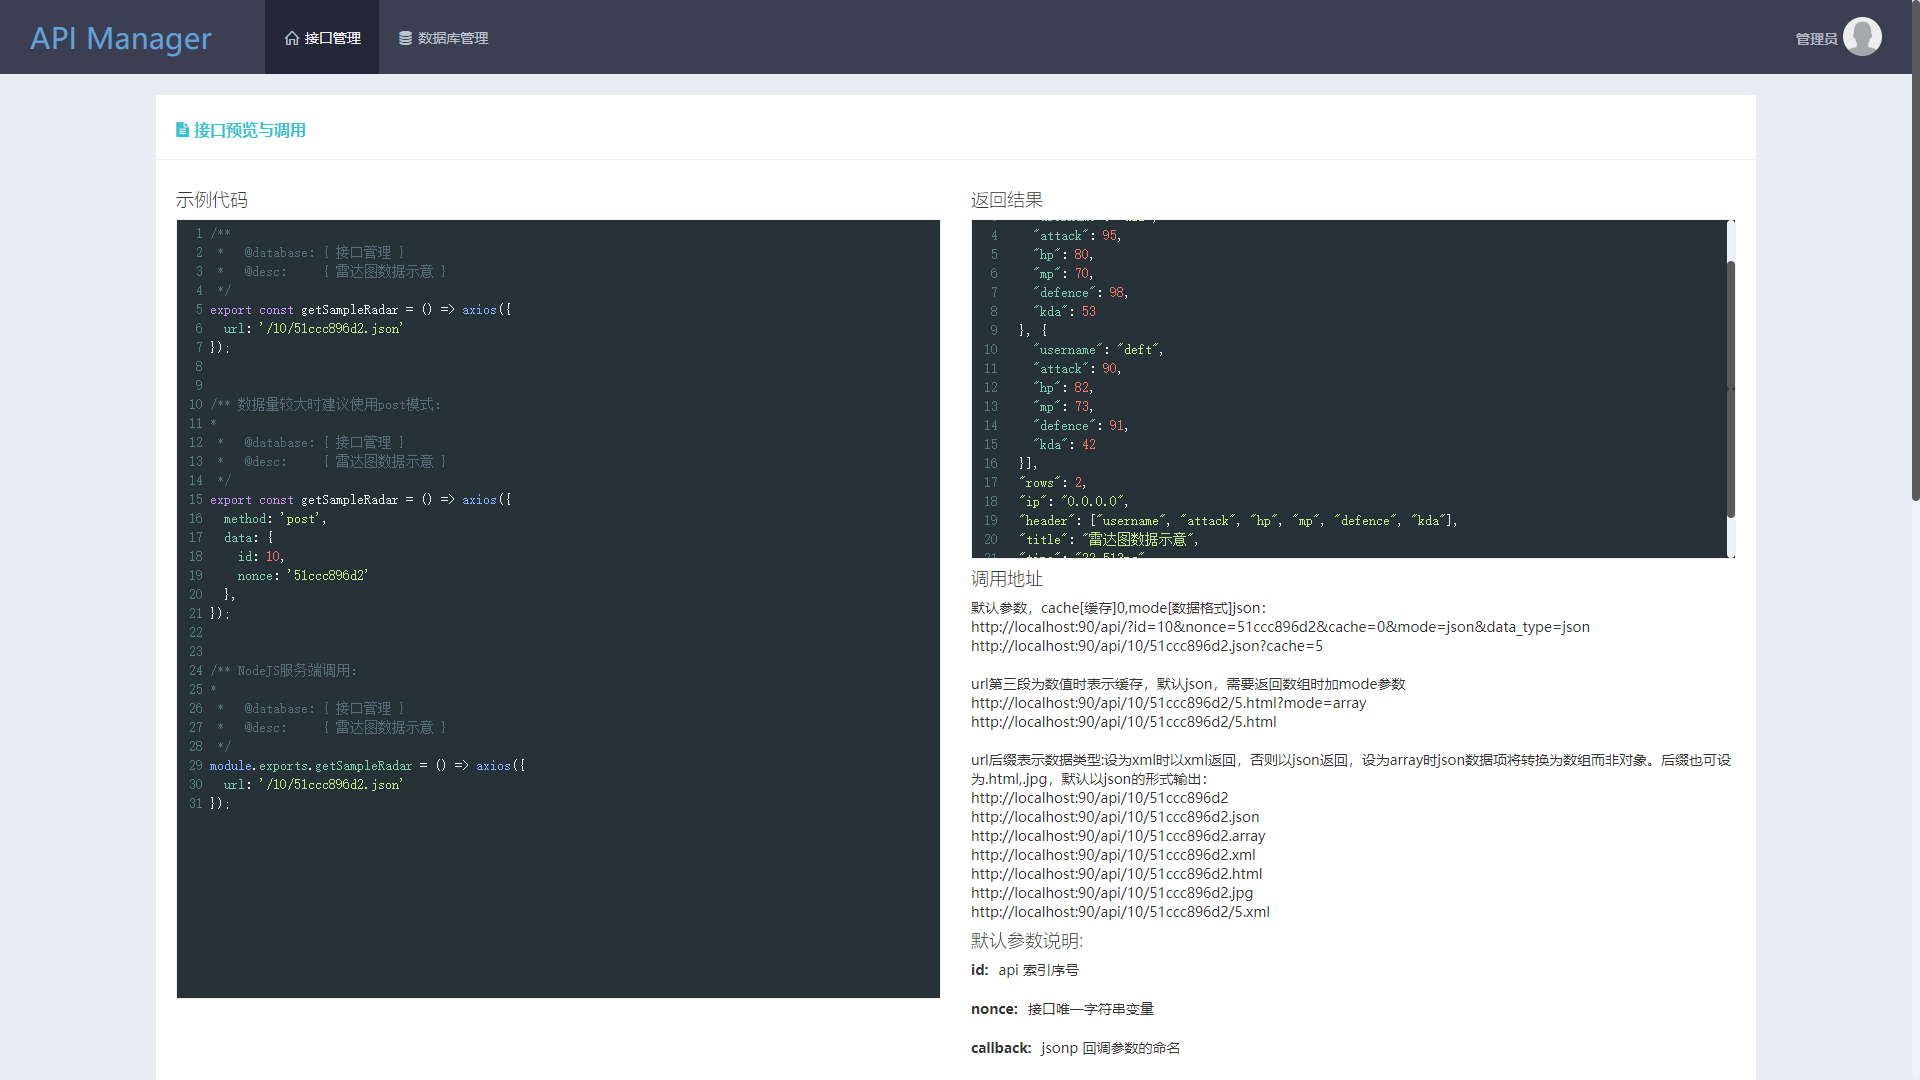 API Manager
接口管理
数据库管理
管理员
接口预览与调用
示例代码
1 /**
2  *   @database: { 接口管理 }
3  *   @desc:     { 雷达图数据示意 }
4  */
5 export const getSampleRadar = () => axios({
6   url: '/10/51ccc896d2.json'
7 });
8
9
10 /** 数据量较大时建议使用post模式:
11 *
12  *   @database: { 接口管理 }
13  *   @desc:     { 雷达图数据示意 }
14  */
15 export const getSampleRadar = () => axios({
16   method: 'post',
17   data: {
18     id: 10,
19     nonce: '51ccc896d2'
20   },
21 });
22
23
24 /** NodeJS服务端调用:
25 *
26  *   @database: { 接口管理 }
27  *   @desc:     { 雷达图数据示意 }
28  */
29 module.exports.getSampleRadar = () => axios({
30   url: '/10/51ccc896d2.json'
31 });
返回结果
4     "attack": 95,
5     "hp": 80,
6     "mp": 70,
7     "defence": 98,
8     "kda": 53
9   }, {
10     "username": "deft",
11     "attack": 90,
12     "hp": 82,
13     "mp": 73,
14     "defence": 91,
15     "kda": 42
16   }],
17   "rows": 2,
18   "ip": "0.0.0.0",
19   "header": ["username", "attack", "hp", "mp", "defence", "kda"],
20   "title": "雷达图数据示意",
调用地址
默认参数，cache[缓存]0,mode[数据格式]json：
http://localhost:90/api/?id=10&nonce=51ccc896d2&cache=0&mode=json&data_type=json
http://localhost:90/api/10/51ccc896d2.json?cache=5
url第三段为数值时表示缓存，默认json，需要返回数组时加mode参数
http://localhost:90/api/10/51ccc896d2/5.html?mode=array
http://localhost:90/api/10/51ccc896d2/5.html
url后缀表示数据类型:设为xml时以xml返回，否则以json返回，设为array时json数据项将转换为数组而非对象。后缀也可设
为.html,.jpg，默认以json的形式输出：
http://localhost:90/api/10/51ccc896d2
http://localhost:90/api/10/51ccc896d2.json
http://localhost:90/api/10/51ccc896d2.array
http://localhost:90/api/10/51ccc896d2.xml
http://localhost:90/api/10/51ccc896d2.html
http://localhost:90/api/10/51ccc896d2.jpg
http://localhost:90/api/10/51ccc896d2/5.xml
默认参数说明:
id: api 索引序号
nonce: 接口唯一字符串变量
callback: jsonp 回调参数的命名